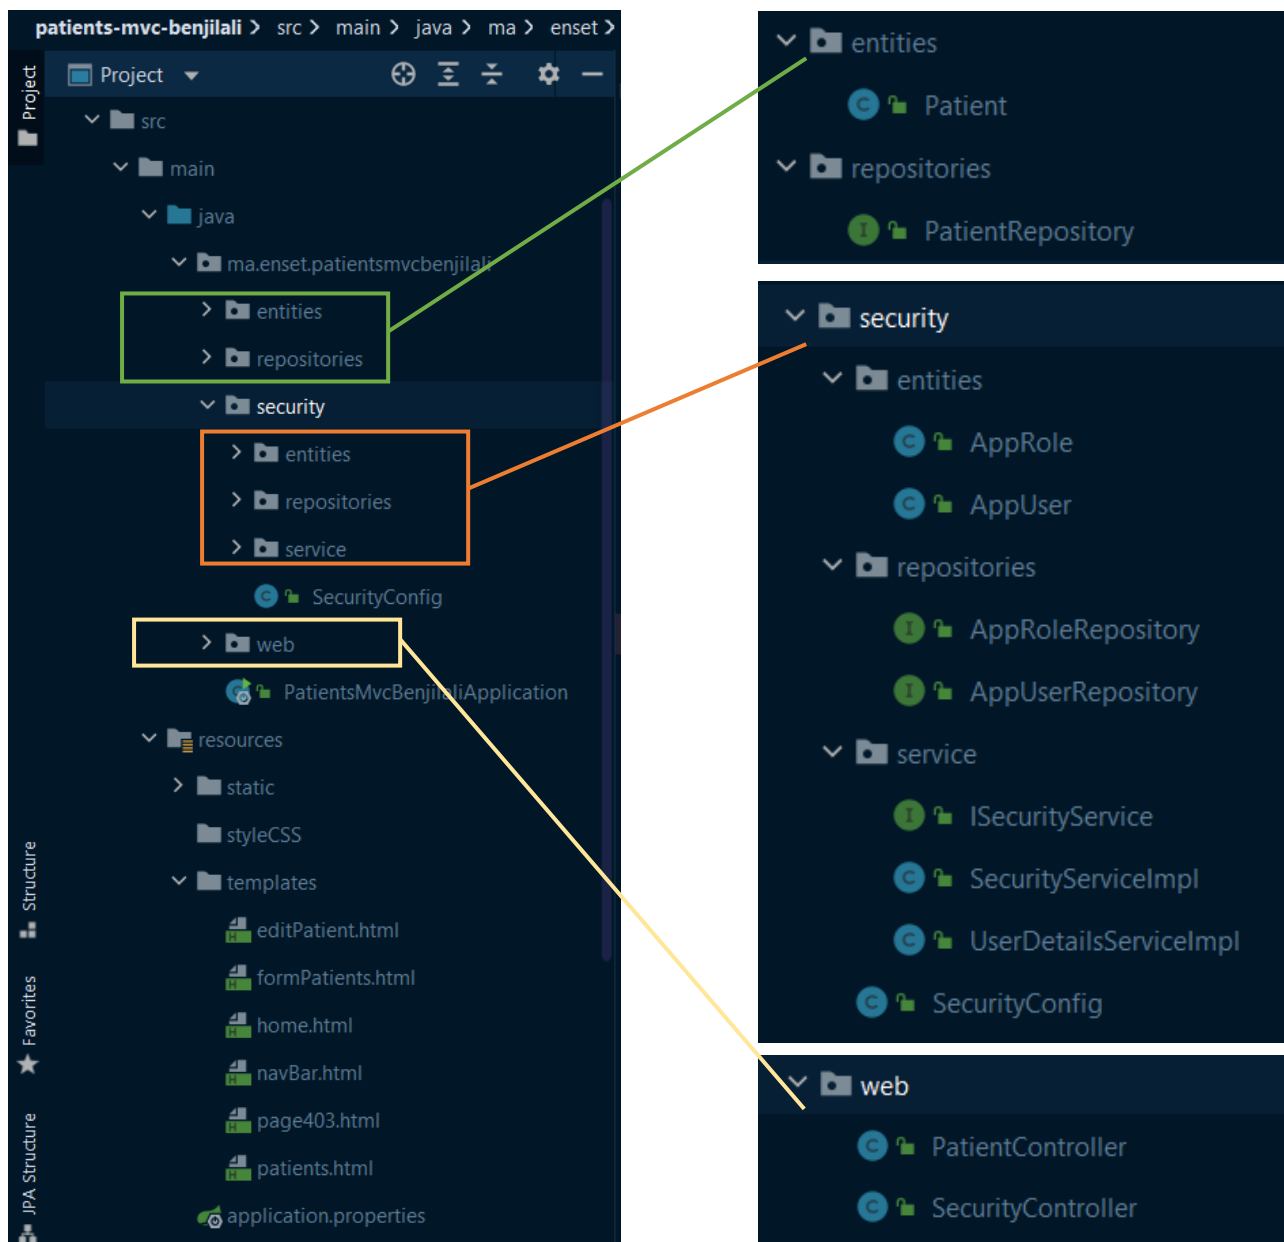 patients-mvc-benjilali > src > main > java > ma > enset >
Project
Project
src
main
java
ma.enset.patientsmvcbenjilali
entities
repositories
security
entities
repositories
service
SecurityConfig
web
PatientsMvcBenjilaliApplication
resources
static
styleCSS
templates
editPatient.html
formPatients.html
home.html
navBar.html
page403.html
patients.html
application.properties
Structure
Favorites
JPA Structure
entities
C Patient
repositories
I PatientRepository
security
entities
C AppRole
C AppUser
repositories
I AppRoleRepository
I AppUserRepository
service
I ISecurityService
C SecurityServiceImpl
C UserDetailsServiceImpl
C SecurityConfig
web
C PatientController
C SecurityController